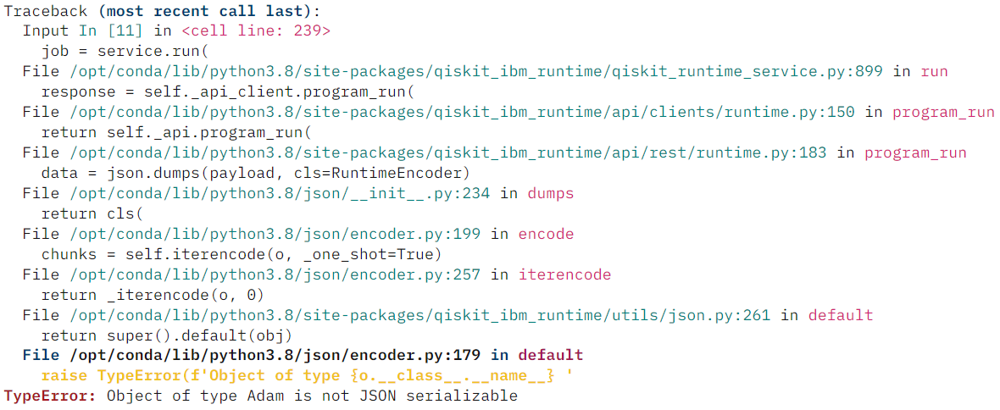 Traceback (most recent call last):
Input In [11] in <cell line: 239>
job = service.run(
File /opt/conda/lib/python3.8/site-packages/qiskit_ibm_runtime/qiskit_runtime_service.py:899 in run
response = self._api_client.program_run(
File /opt/conda/lib/python3.8/site-packages/qiskit_ibm_runtime/api/clients/runtime.py:150 in program_run
return self._api.program_run(
File /opt/conda/lib/python3.8/site-packages/qiskit_ibm_runtime/api/rest/runtime.py:183 in program_run
data = json.dumps(payload, cls=RuntimeEncoder)
File /opt/conda/lib/python3.8/json/__init__.py:234 in dumps
return cls(
File /opt/conda/lib/python3.8/json/encoder.py:199 in encode
chunks = self.iterencode(o, _one_shot=True)
File /opt/conda/lib/python3.8/json/encoder.py:257 in iterencode
return _iterencode(o, 0)
File /opt/conda/lib/python3.8/site-packages/qiskit_ibm_runtime/utils/json.py:261 in default
return super().default(obj)
File /opt/conda/lib/python3.8/json/encoder.py:179 in default
raise TypeError(f'Object of type {o.__class__.__name__} '
TypeError: Object of type Adam is not JSON serializable